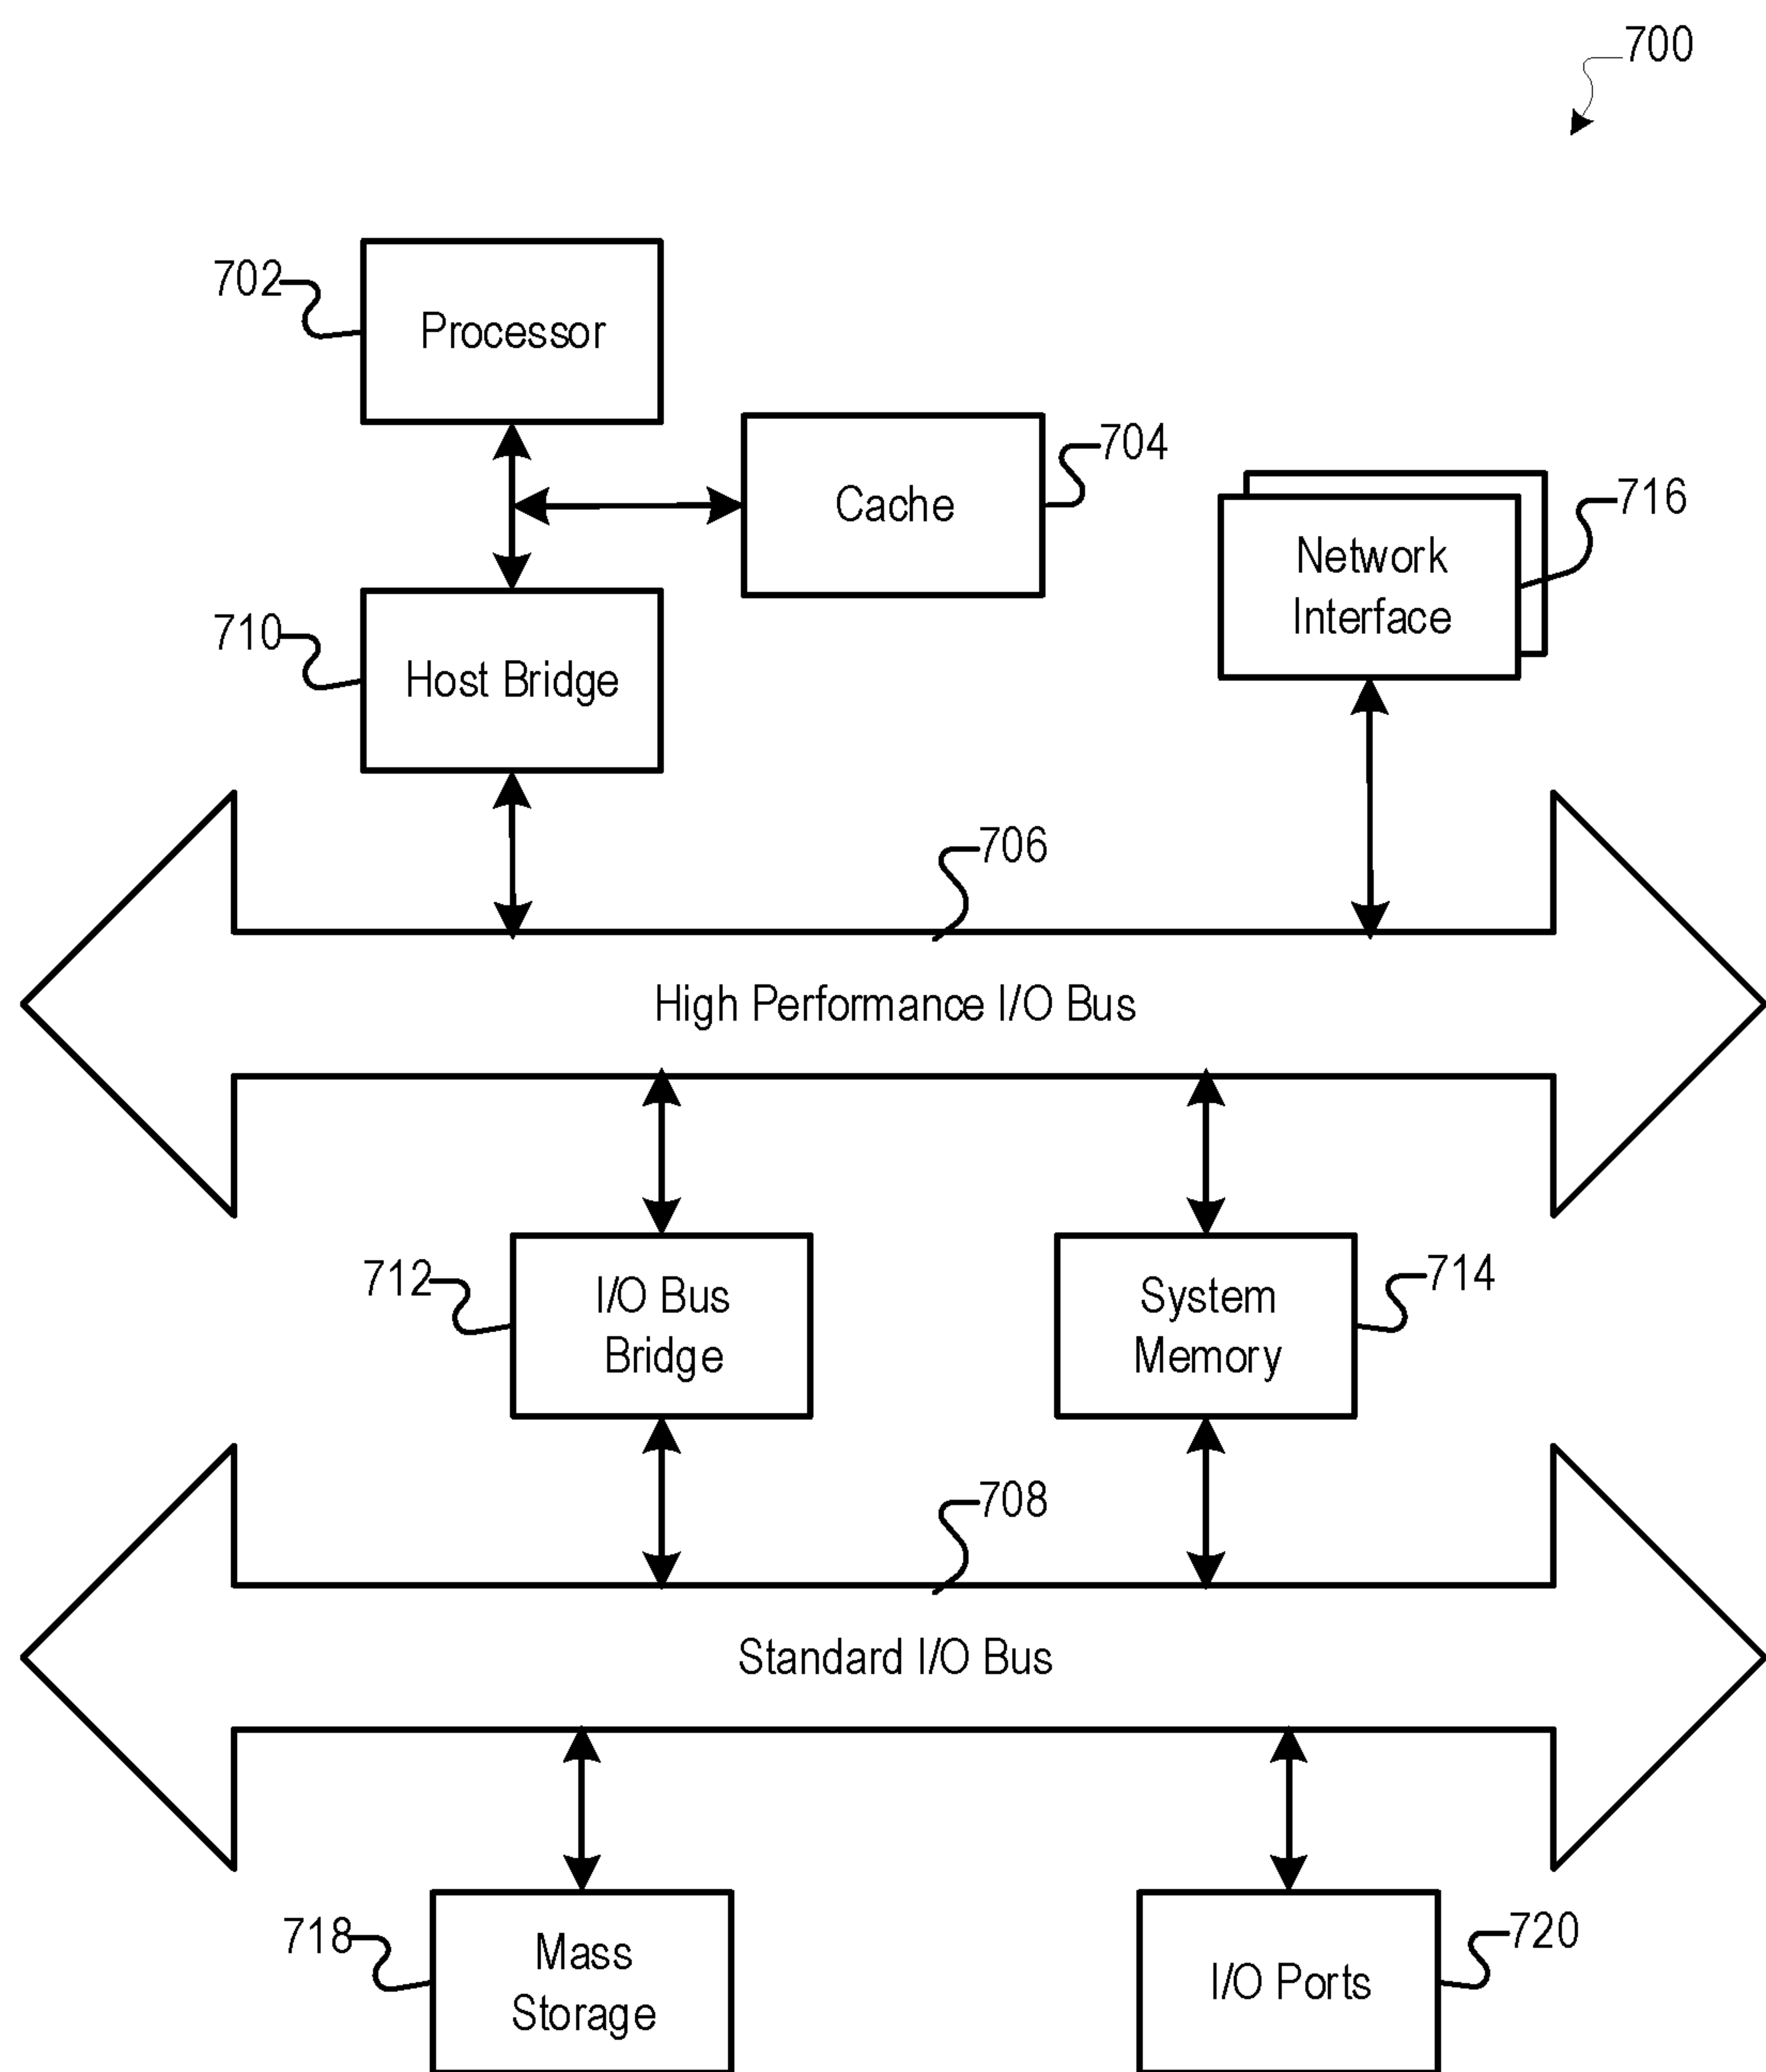 700
702
Processor
704
Cache
716
Network
Interface
710
Host Bridge
706
High Performance I/O Bus
712
I/O Bus
Bridge
714
System
Memory
708
Standard I/O Bus
718
Mass
Storage
720
I/O Ports